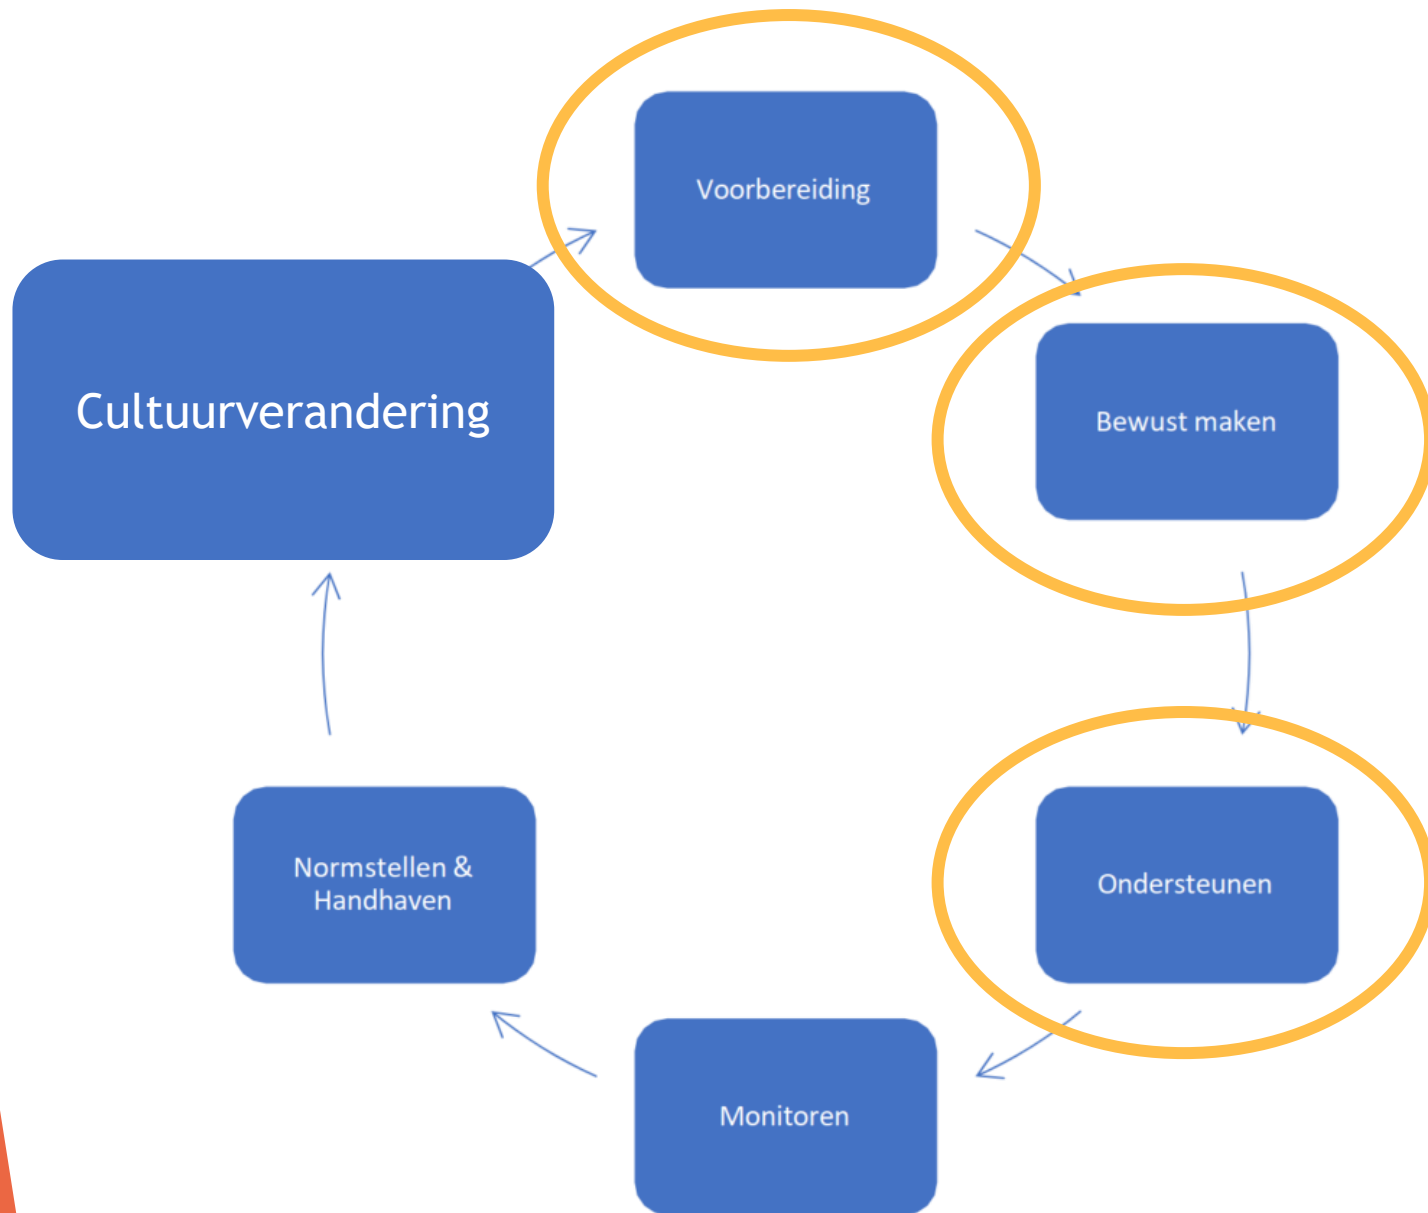 Voorbereiding
Cultuurverandering
Bewust maken
Normstellen &
Handhaven
Ondersteunen
Monitoren